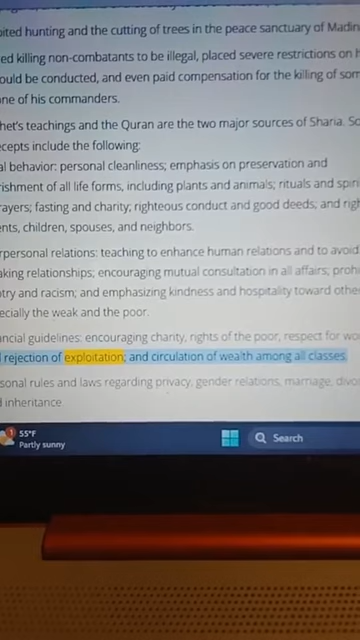 bited hunting and the cutting of trees in the peace sanctuary of Madin
ed killing non-combatants to be illegal, placed severe restrictions on h
ould be conducted, and even paid compensation for the killing of som
one of his commanders.
het's teachings and the Quran are the two major sources of Sharia. So
cepts include the following:
al behavior: personal cleanliness; emphasis on preservation and
rishment of all life forms, including plants and animals; rituals and spiri
rayers; fasting and charity; righteous conduct and good deeds; and righ
ents, children, spouses, and neighbors.
rpersonal relations: teaching to enhance human relations and to avoid
aking relationships; encouraging mutual consultation in all affairs; prohi
try and racism; and emphasizing kindness and hospitality toward othe
ecially the weak and the poor.
ancial guidelines: encouraging charity, rights of the poor, respect for wo
d rejection of exploitation; and circulation of wealth among all classes.
sonal rules and laws regarding privacy, gender relations, marriage, divo
d inheritance.
1
55°F
Partly sunny
Search